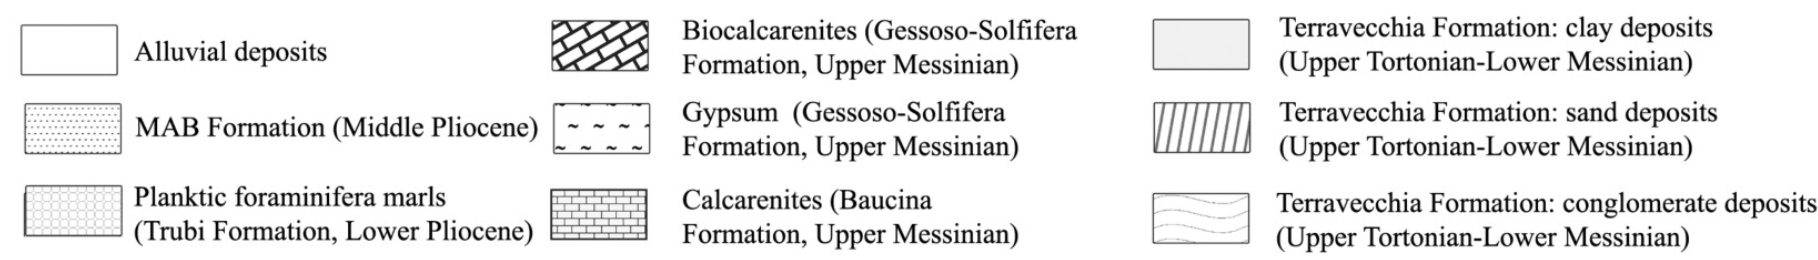 Alluvial deposits
MAB Formation (Middle Pliocene)
Planktic foraminifera marls
(Trubi Formation, Lower Pliocene)
Biocalcarenites (Gessoso-Solfifera
Formation, Upper Messinian)
Gypsum (Gessoso-Solfifera
Formation, Upper Messinian)
Calcarenites (Baucina
Formation, Upper Messinian)
Terravecchia Formation: clay deposits
(Upper Tortonian-Lower Messinian)
Terravecchia Formation: sand deposits
(Upper Tortonian-Lower Messinian)
Terravecchia Formation: conglomerate deposits
(Upper Tortonian-Lower Messinian)